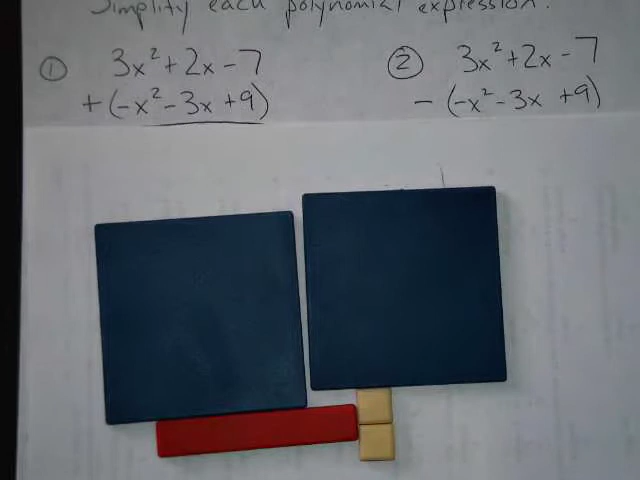 Simplify each polynomial expression.
① 3x² + 2x - 7
+ (-x² - 3x + 9)
② 3x² + 2x - 7
- (-x² - 3x + 9)